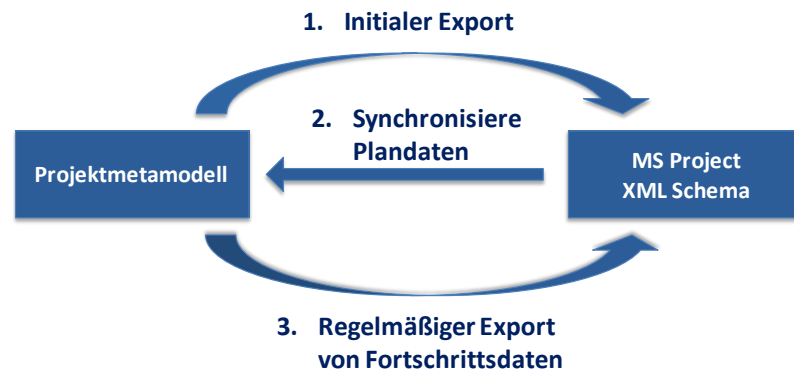 1. Initialer Export
2. Synchronisiere
Plandaten
Projektmetamodell
MS Project
XML Schema
3. Regelmäßiger Export
von Fortschrittsdaten